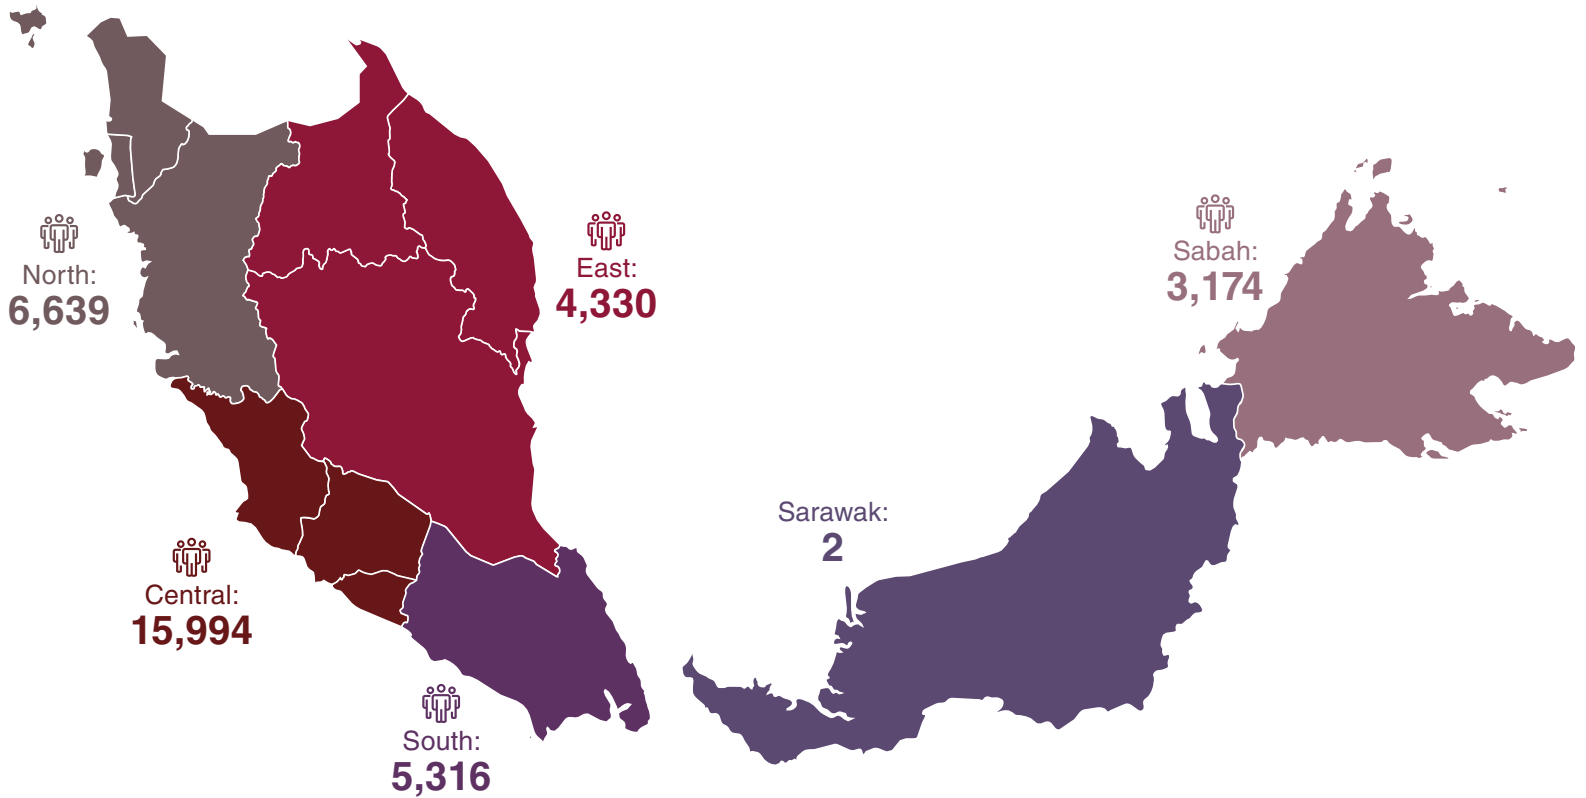 North:
6,639
East:
4,330
Sabah:
3,174
Sarawak:
2
Central:
15,994
South:
5,316